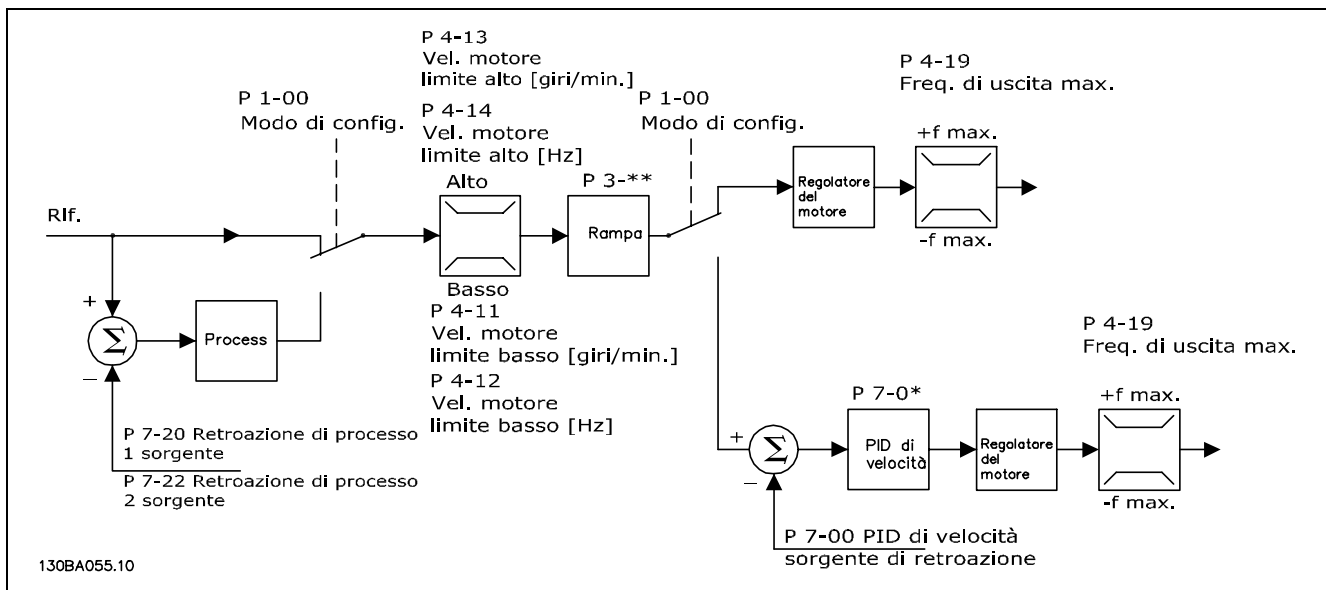 P 4-13
Vel. motore
limite alto [giri/min.]
P 4-19
Freq. di uscita max.
P 1-00
Modo di config.
P 4-14
Vel. motore
limite alto [Hz]
P 1-00
Modo di config.
+f max.
Alto
P 3-**
Regolatore
del
motore
RIf.
Rampa
-f max.
Basso
+
Σ
Process
P 4-11
Vel. motore
limite basso [giri/min.]
P 4-19
Freq. di uscita max.
−
P 4-12
Vel. motore
limite basso [Hz]
P 7-0*
+f max.
P 7-20 Retroazione di processo
1 sorgente
+
Σ
PID di
velocità
Regolatore
del
motore
P 7-22 Retroazione di processo
2 sorgente
−
-f max.
P 7-00 PID di velocità
sorgente di retroazione
130BA055.10